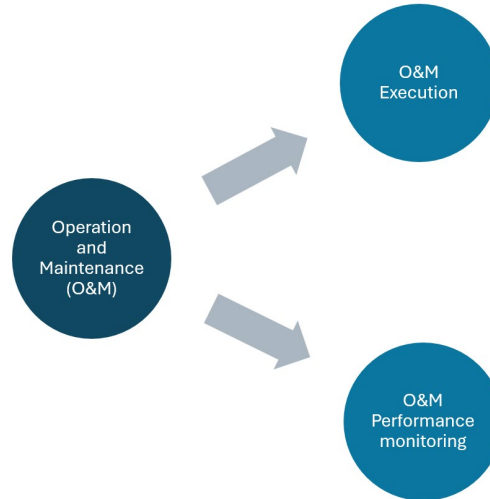 O&M
Execution
Operation
and
Maintenance
(O&M)
O&M
Performance
monitoring